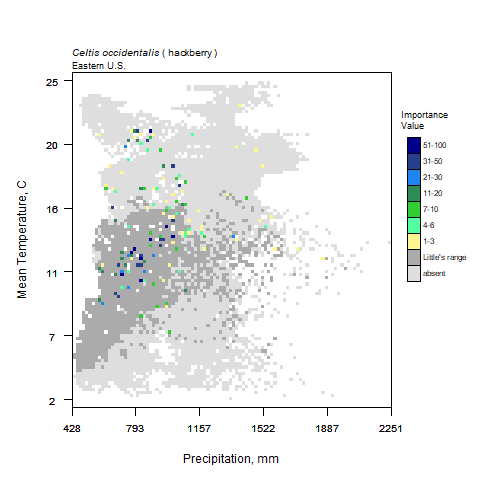 Celtis occidentalis ( hackberry )
Eastern U.S.
Importance
Value
51-100
31-50
21-30
11-20
7-10
4-6
1-3
Little's range
absent
Mean Temperature, C
25
20
16
11
7
2
428 793 1157 1522 1887 2251
Precipitation, mm